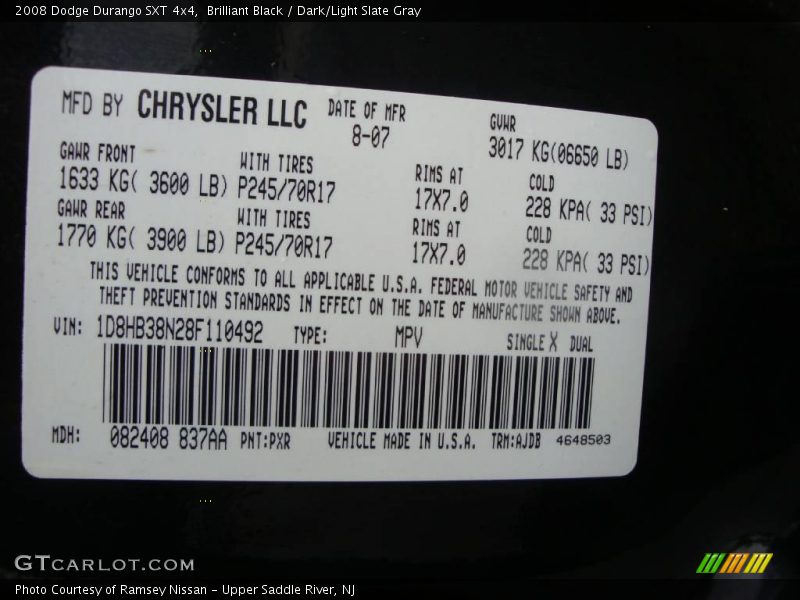 2008 Dodge Durango SXT 4x4,  Brilliant Black / Dark/Light Slate Gray
MFD BY CHRYSLER LLC DATE OF MFR GVWR
8-07 3017 KG(06650 LB)
GAWR FRONT WITH TIRES RIMS AT COLD
1633 KG( 3600 LB) P245/70R17 17X7.0 228 KPA( 33 PSI)
GAWR REAR WITH TIRES RIMS AT COLD
1770 KG( 3900 LB) P245/70R17 17X7.0 228 KPA( 33 PSI)
THIS VEHICLE CONFORMS TO ALL APPLICABLE U.S.A. FEDERAL MOTOR VEHICLE SAFETY AND
THEFT PREVENTION STANDARDS IN EFFECT ON THE DATE OF MANUFACTURE SHOWN ABOVE.
VIN: 1D8HB38N28F110492 TYPE: MPV SINGLE X DUAL
MDH: 082408 837AA PNT:PXR VEHICLE MADE IN U.S.A. TRM:AJDB 4648503
GTCARLOT.COM
Photo Courtesy of Ramsey Nissan - Upper Saddle River, NJ